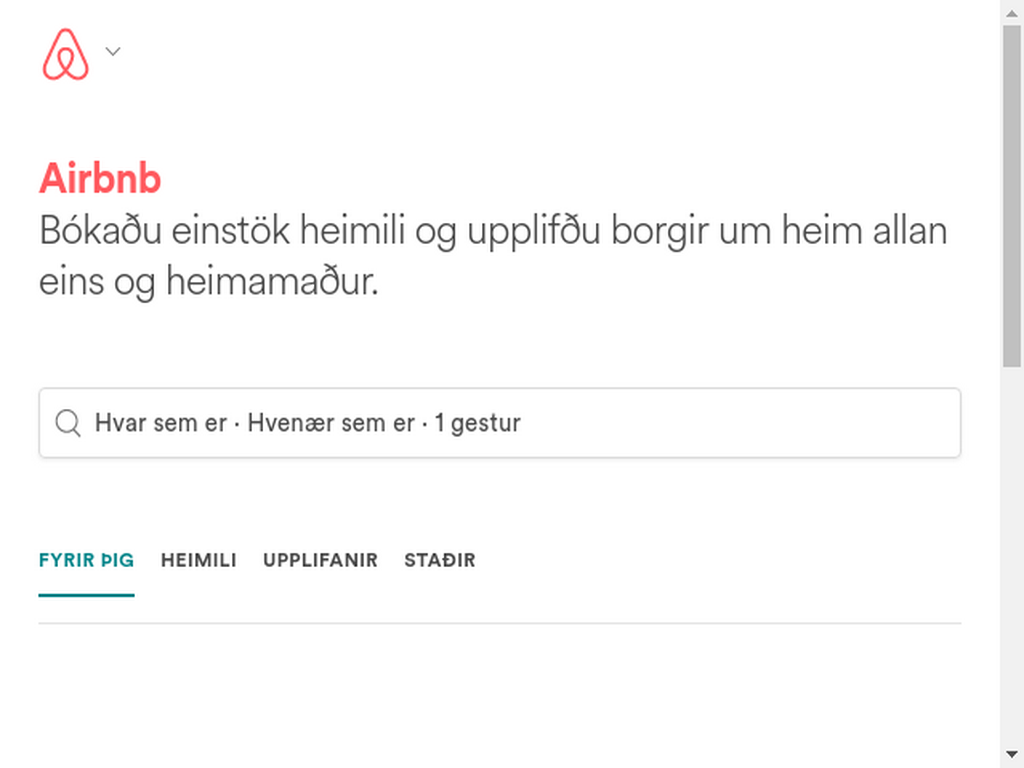 Airbnb
Bókaðu einstök heimili og upplifðu borgir um heim allan
eins og heimamaður.
Hvar sem er · Hvenær sem er · 1 gestur
FYRIR ÞIG HEIMILI UPPLIFANIR STAÐIR